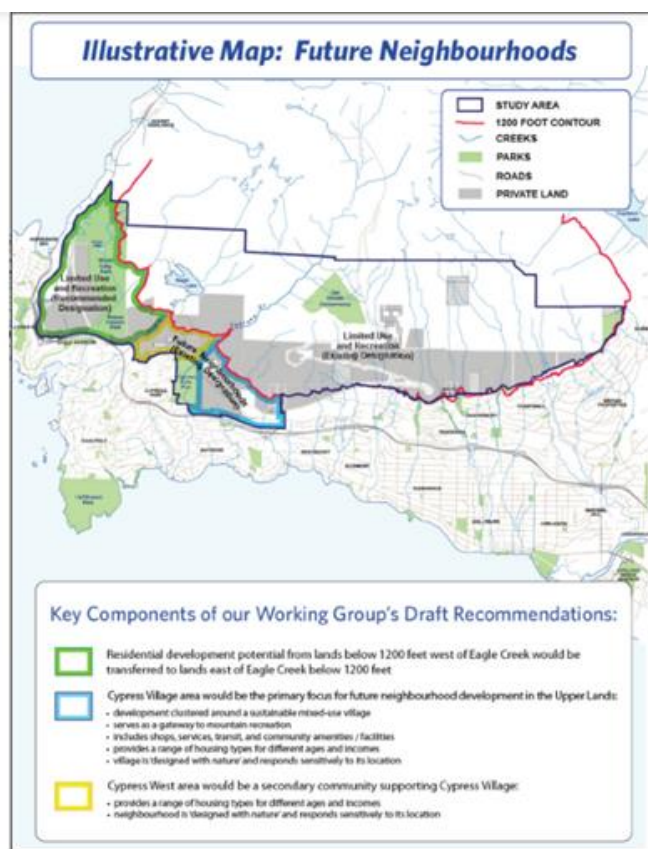 Illustrative Map: Future Neighbourhoods
STUDY AREA
1200 FOOT CONTOUR
CREEKS
PARKS
ROADS
PRIVATE LAND
Limited Use
and Recreation
(Recommended
Designation)
Future Neighbourhoods
(Existing Designation)
Limited Use
and Recreation
(Existing Designation)
Key Components of our Working Group's Draft Recommendations:
Residential development potential from lands below 1200 feet west of Eagle Creek would be
transferred to lands east of Eagle Creek below 1200 feet
Cypress Village area would be the primary focus for future neighbourhood development in the Upper Lands:
• development clustered around a sustainable mixed-use village
• serves as a gateway to mountain recreation
• includes shops, services, transit, and community amenities / facilities
• provides a range of housing types for different ages and incomes
• village is 'designed with nature' and responds sensitively to its location
Cypress West area would be a secondary community supporting Cypress Village:
• provides a range of housing types for different ages and incomes
• neighbourhood is 'designed with nature' and responds sensitively to its location